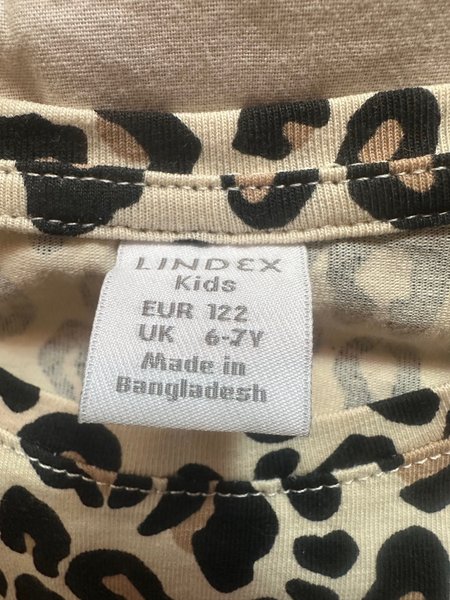 LINDEX
Kids
EUR 122
UK 6-7Y
Made in
Bangladesh